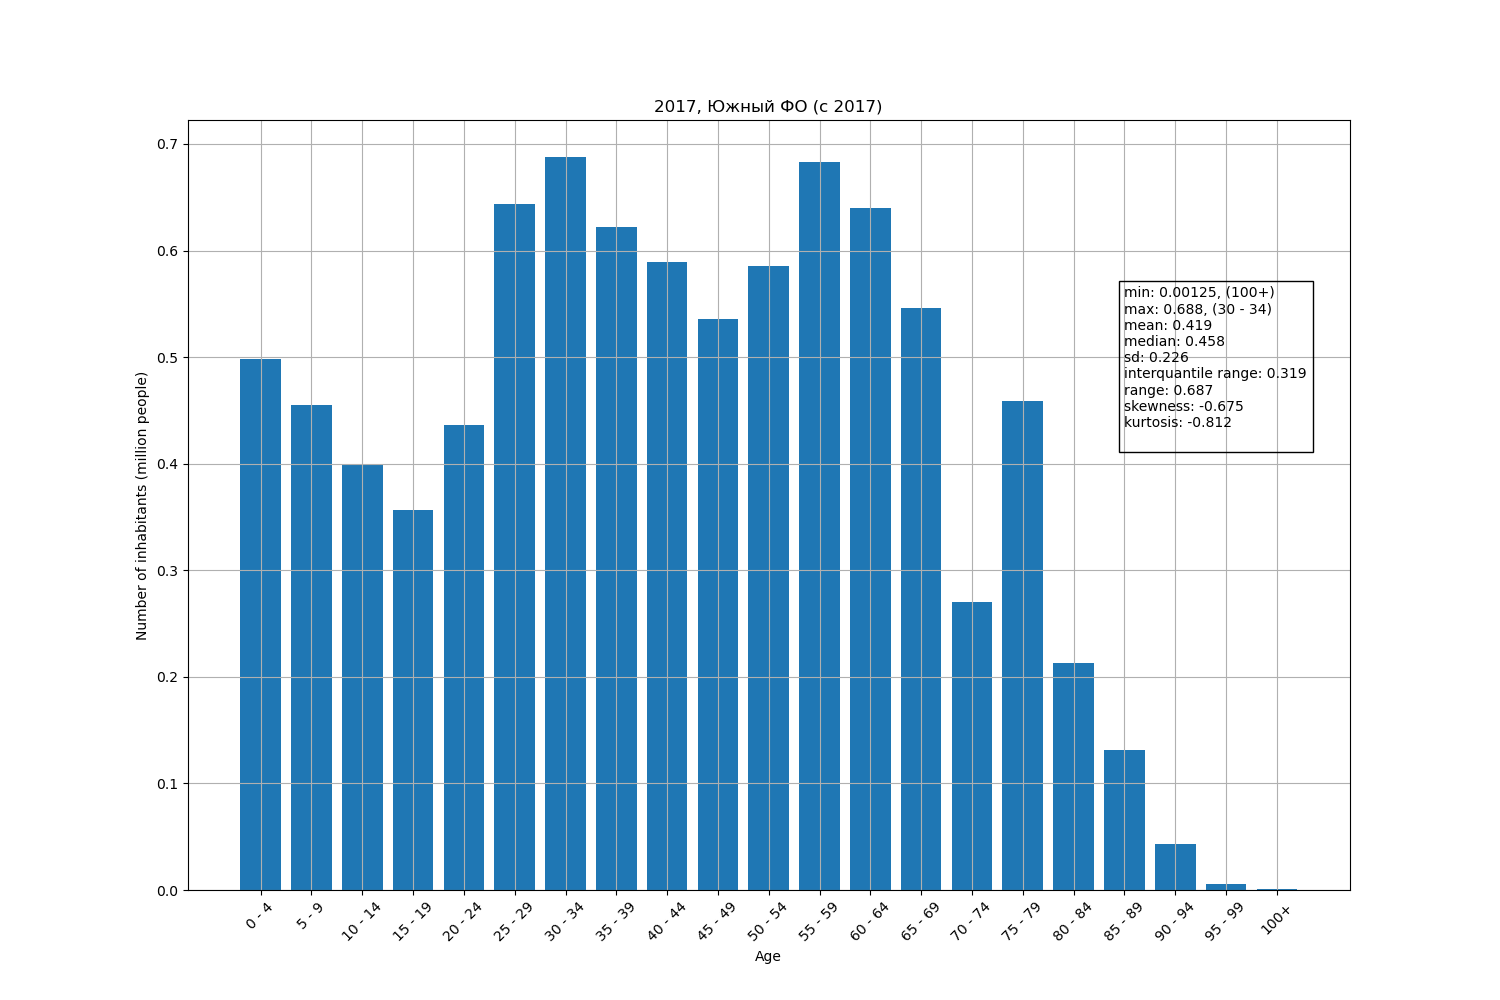 2017, Южный ФО (с 2017)
Number of inhabitants (million people)
0.7
0.6
0.5
0.4
0.3
0.2
0.1
0.0
min: 0.00125, (100+)
max: 0.688, (30 - 34)
mean: 0.419
median: 0.458
sd: 0.226
interquantile range: 0.319
range: 0.687
skewness: -0.675
kurtosis: -0.812
0 - 4
5 - 9
10 - 14
15 - 19
20 - 24
25 - 29
30 - 34
35 - 39
40 - 44
45 - 49
50 - 54
55 - 59
60 - 64
65 - 69
70 - 74
75 - 79
80 - 84
85 - 89
90 - 94
95 - 99
100+
Age